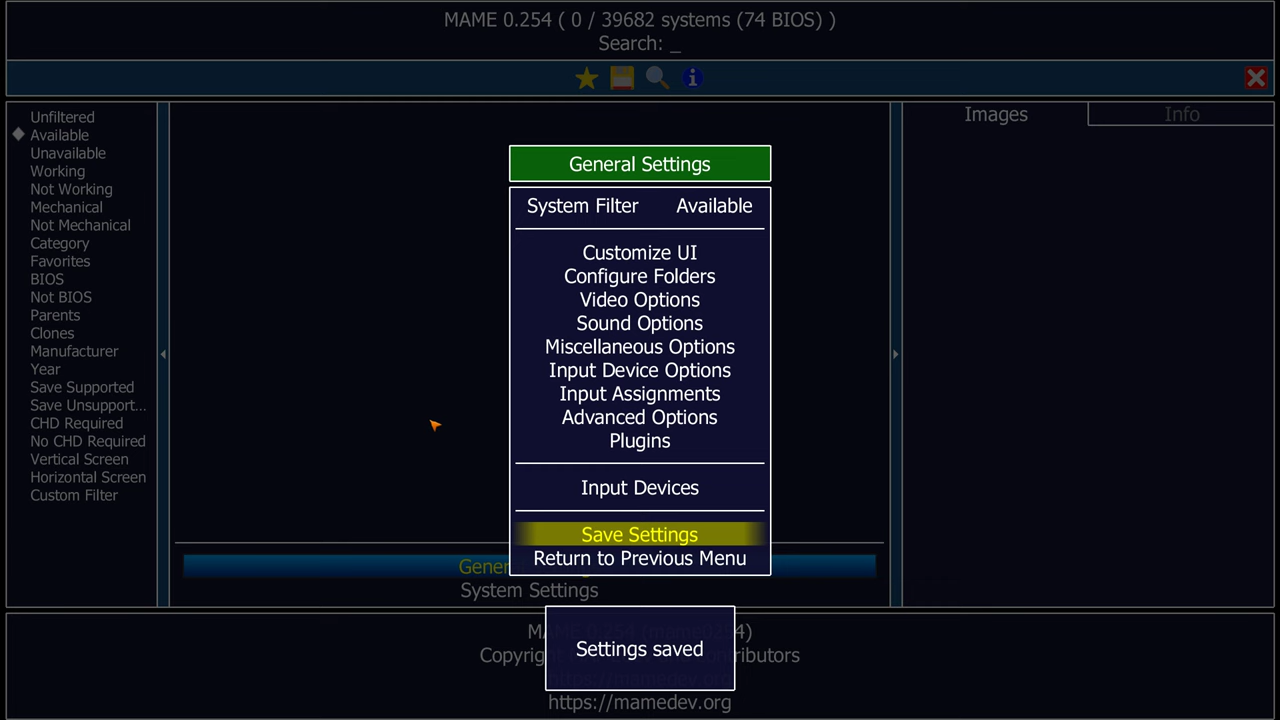 MAME 0.254 ( 0 / 39682 systems (74 BIOS) )
Search: _
Unfiltered
Available
Unavailable
Working
Not Working
Mechanical
Not Mechanical
Category
Favorites
BIOS
Not BIOS
Parents
Clones
Manufacturer
Year
Save Supported
Save Unsupport...
CHD Required
No CHD Required
Vertical Screen
Horizontal Screen
Custom Filter
General Settings
System Filter Available
Customize UI
Configure Folders
Video Options
Sound Options
Miscellaneous Options
Input Device Options
Input Assignments
Advanced Options
Plugins
Input Devices
Save Settings
Return to Previous Menu
Gener
System Settings
Images Info
Settings saved
Copyrig
https://mamedev.org